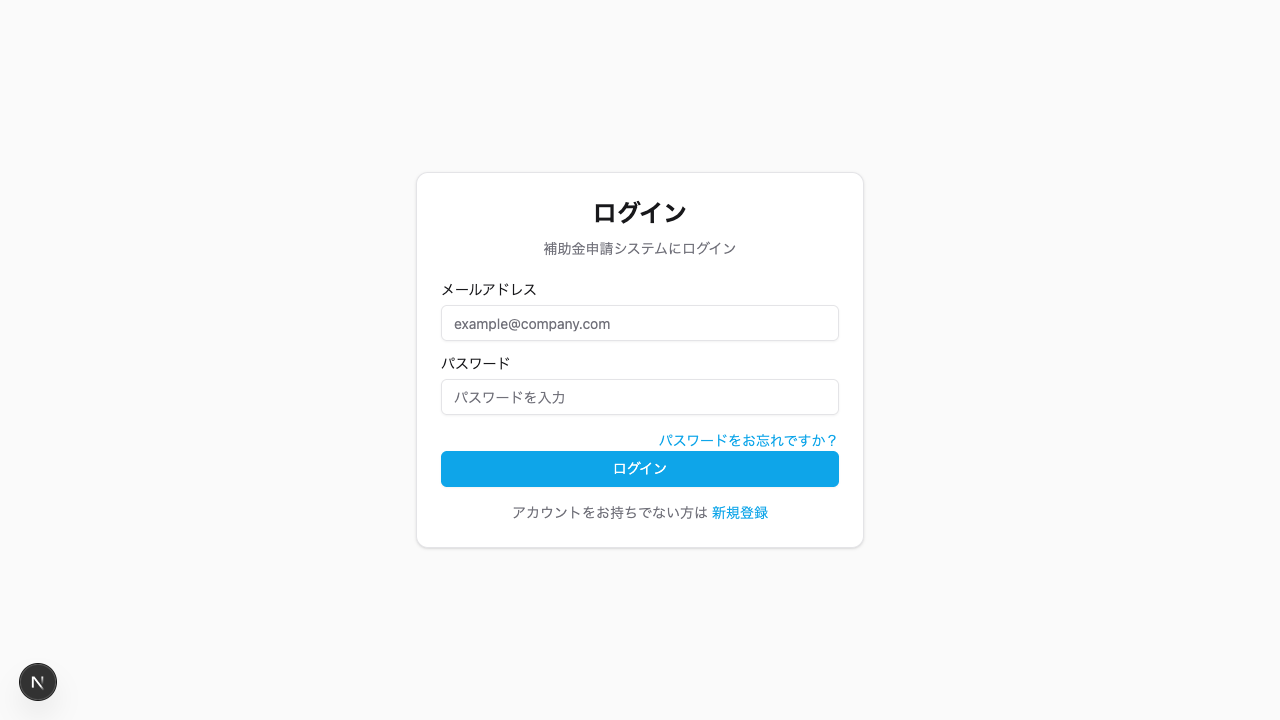 ログイン
補助金申請システムにログイン
メールアドレス
example@company.com
パスワード
パスワードを入力
パスワードをお忘れですか？
ログイン
アカウントをお持ちでない方は 新規登録
N